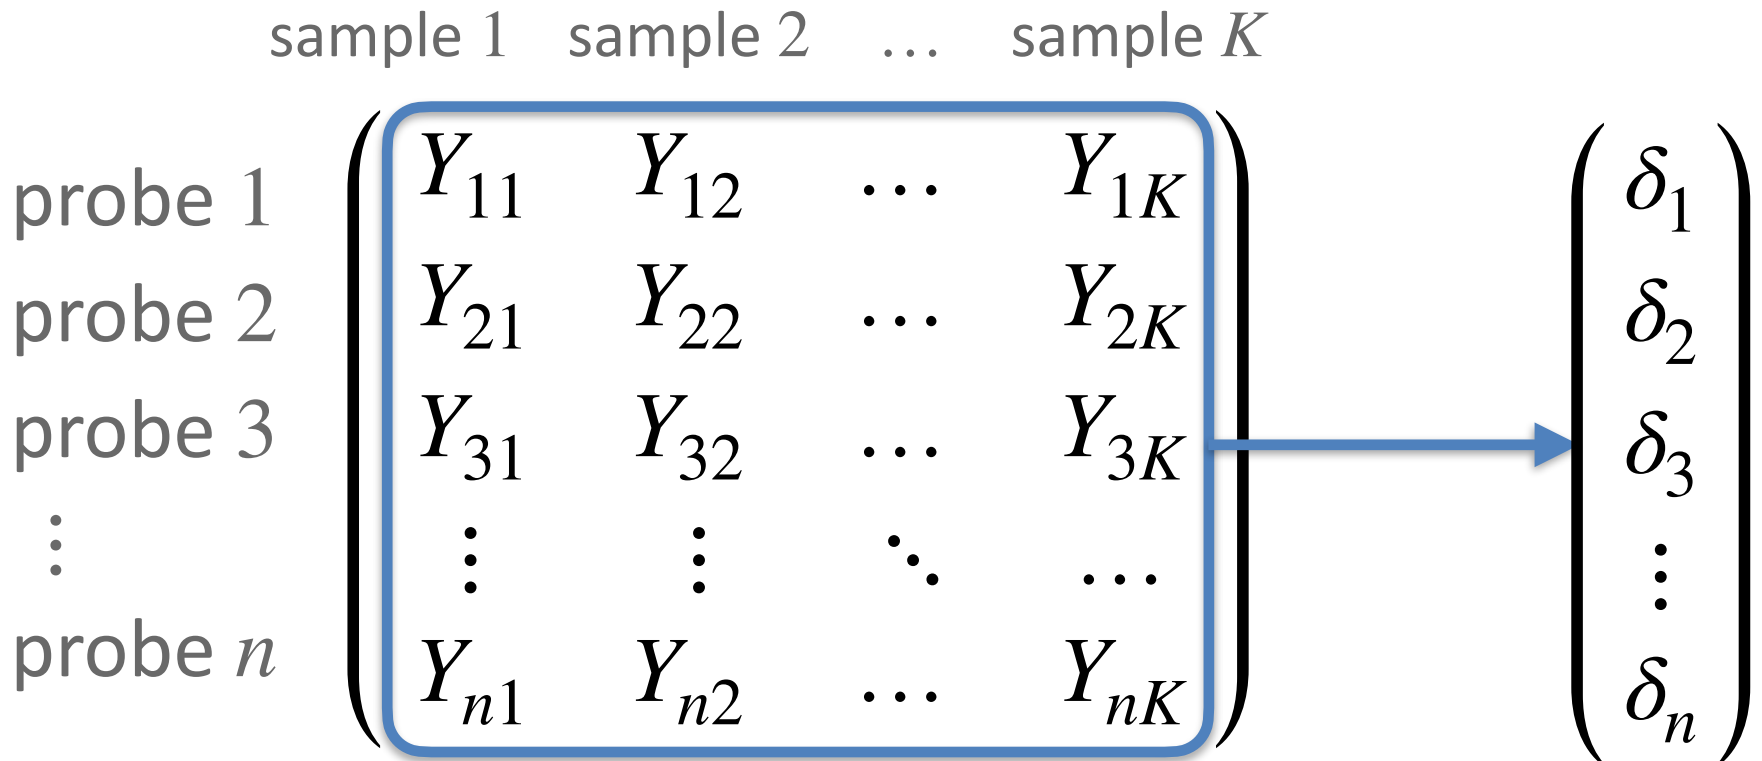 sample 1 sample 2 … sample K
probe 1 Y₁₁ Y₁₂ … Y₁K δ₁
probe 2 Y₂₁ Y₂₂ … Y₂K δ₂
probe 3 Y₃₁ Y₃₂ … Y₃K δ₃
⋮ ⋮ ⋮ ⋱ … ⋮
probe n Yn₁ Yn₂ … YnK δn